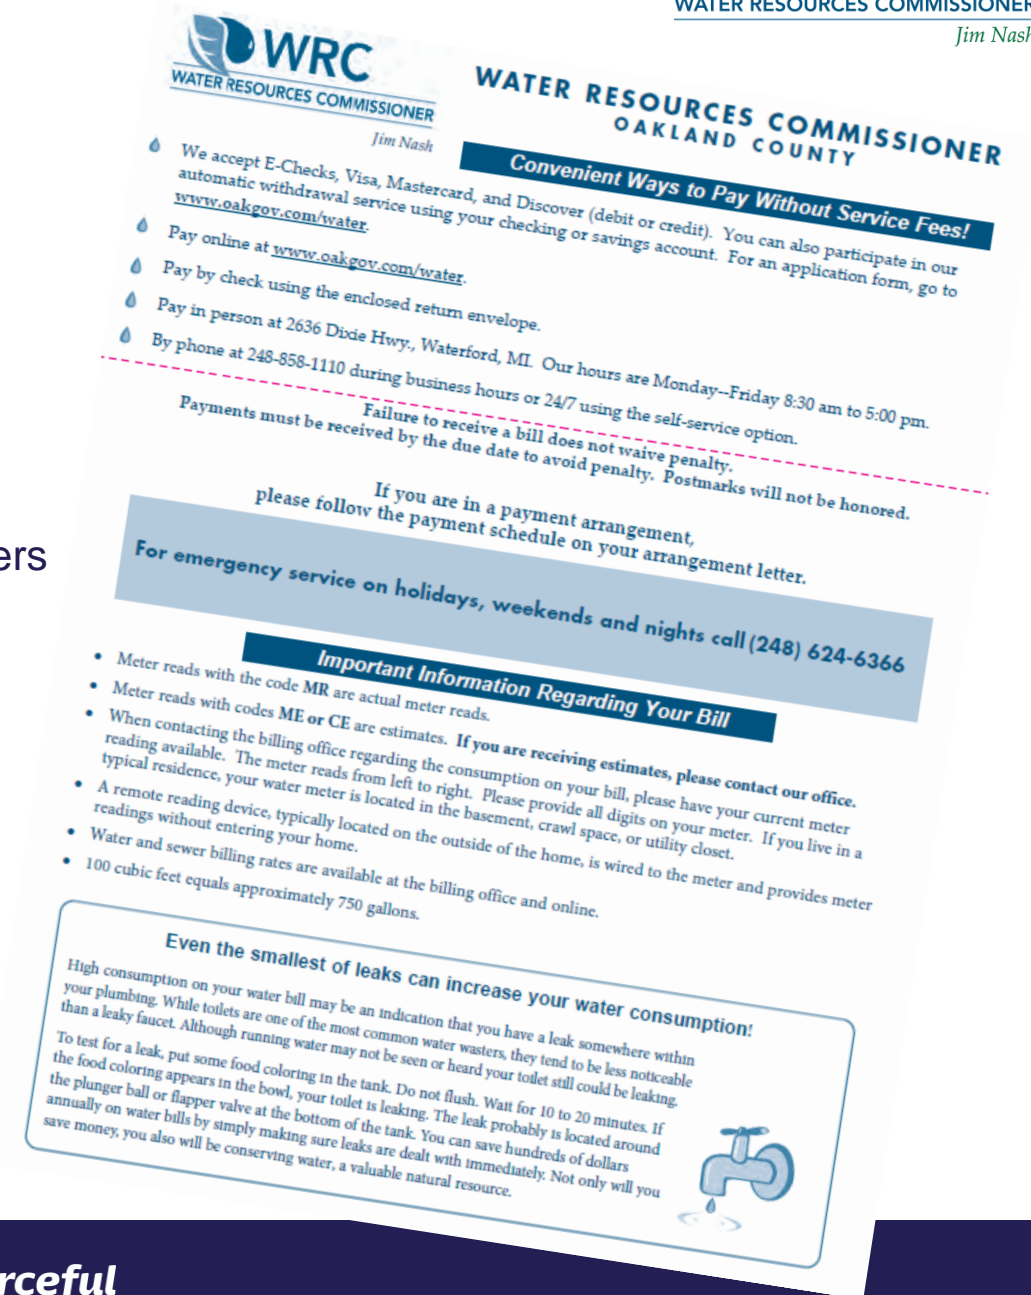 WATER RESOURCES COMMISSIONER
Jim Nash
WRC
WATER RESOURCES COMMISSIONER
Jim Nash
WATER RESOURCES COMMISSIONER
OAKLAND COUNTY
Convenient Ways to Pay Without Service Fees!
We accept E-Checks, Visa, Mastercard, and Discover (debit or credit). You can also participate in our
automatic withdrawal service using your checking or savings account. For an application form, go to
www.oakgov.com/water.
Pay online at www.oakgov.com/water.
Pay by check using the enclosed return envelope.
Pay in person at 2636 Dixie Hwy., Waterford, MI. Our hours are Monday--Friday 8:30 am to 5:00 pm.
By phone at 248-858-1110 during business hours or 24/7 using the self-service option.
Failure to receive a bill does not waive penalty.
Payments must be received by the due date to avoid penalty. Postmarks will not be honored.
If you are in a payment arrangement,
please follow the payment schedule on your arrangement letter.
ers
For emergency service on holidays, weekends and nights call (248) 624-6366
Important Information Regarding Your Bill
• Meter reads with the code MR are actual meter reads.
• Meter reads with codes ME or CE are estimates. If you are receiving estimates, please contact our office.
• When contacting the billing office regarding the consumption on your bill, please have your current meter
reading available. The meter reads from left to right. Please provide all digits on your meter. If you live in a
typical residence, your water meter is located in the basement, crawl space, or utility closet.
• A remote reading device, typically located on the outside of the home, is wired to the meter and provides meter
readings without entering your home.
• Water and sewer billing rates are available at the billing office and online.
• 100 cubic feet equals approximately 750 gallons.
Even the smallest of leaks can increase your water consumption!
High consumption on your water bill may be an indication that you have a leak somewhere within
your plumbing. While toilets are one of the most common water wasters, they tend to be less noticeable
than a leaky faucet. Although running water may not be seen or heard your toilet still could be leaking.
To test for a leak, put some food coloring in the tank. Do not flush. Wait for 10 to 20 minutes. If
the food coloring appears in the bowl, your toilet is leaking. The leak probably is located around
the plunger ball or flapper valve at the bottom of the tank. You can save hundreds of dollars
annually on water bills by simply making sure leaks are dealt with immediately. Not only will you
save money, you also will be conserving water, a valuable natural resource.
rceful